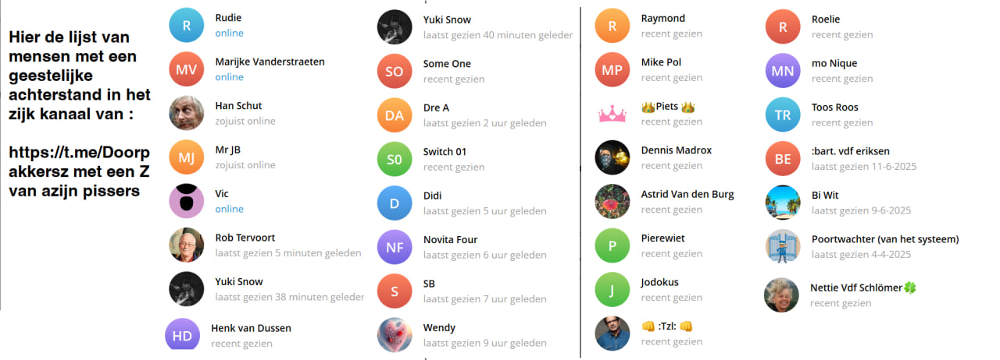 Hier de lijst van
mensen met een
geestelijke
achterstand in het
zijk kanaal van :
https://t.me/Doorp
akkersz met een Z
van azijn pissers
R
Rudie
online
MV
Marijke Vanderstraeten
online
Han Schut
zojuist online
MJ
Mr JB
zojuist online
Vic
online
Rob Tervoort
laatst gezien 5 minuten geleden
Yuki Snow
laatst gezien 38 minuten geleder
HD
Henk van Dussen
recent gezien
Yuki Snow
laatst gezien 40 minuten geleder
SO
Some One
recent gezien
DA
Dre A
laatst gezien 2 uur geleden
S0
Switch 01
recent gezien
D
Didi
laatst gezien 5 uur geleden
NF
Novita Four
laatst gezien 6 uur geleden
S
SB
laatst gezien 7 uur geleden
Wendy
laatst gezien 9 uur geleden
R
Raymond
recent gezien
MP
Mike Pol
recent gezien
👑Piets 👑
recent gezien
Dennis Madrox
recent gezien
Astrid Van den Burg
recent gezien
P
Pierewiet
recent gezien
J
Jodokus
recent gezien
👊 :Tzl: 👊
recent gezien
R
Roelie
recent gezien
MN
mo Nique
recent gezien
TR
Toos Roos
recent gezien
BE
:bart. vdf eriksen
laatst gezien 11-6-2025
Bi Wit
laatst gezien 9-6-2025
Poortwachter (van het systeem)
laatst gezien 4-4-2025
Nettie Vdf Schlömer🍀
recent gezien